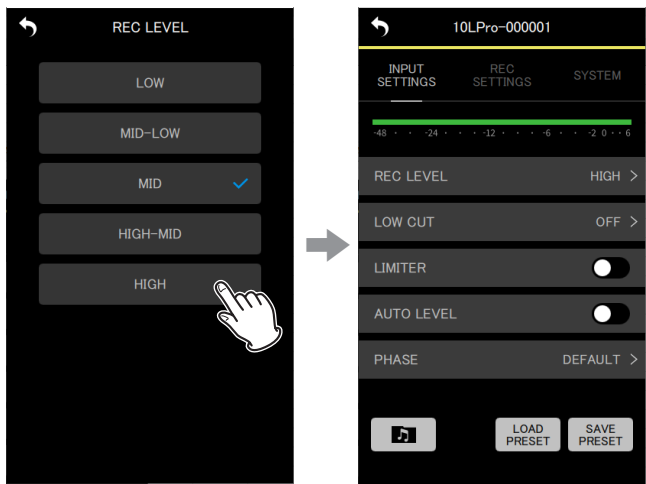 REC LEVEL
LOW
MID-LOW
MID
HIGH-MID
HIGH
10LPro-000001
INPUT
SETTINGS
REC
SETTINGS
SYSTEM
-48 · · -24 · · · -12 · · · -6 · · -2 0 · · 6
REC LEVEL HIGH >
LOW CUT OFF >
LIMITER
AUTO LEVEL
PHASE DEFAULT >
LOAD
PRESET
SAVE
PRESET